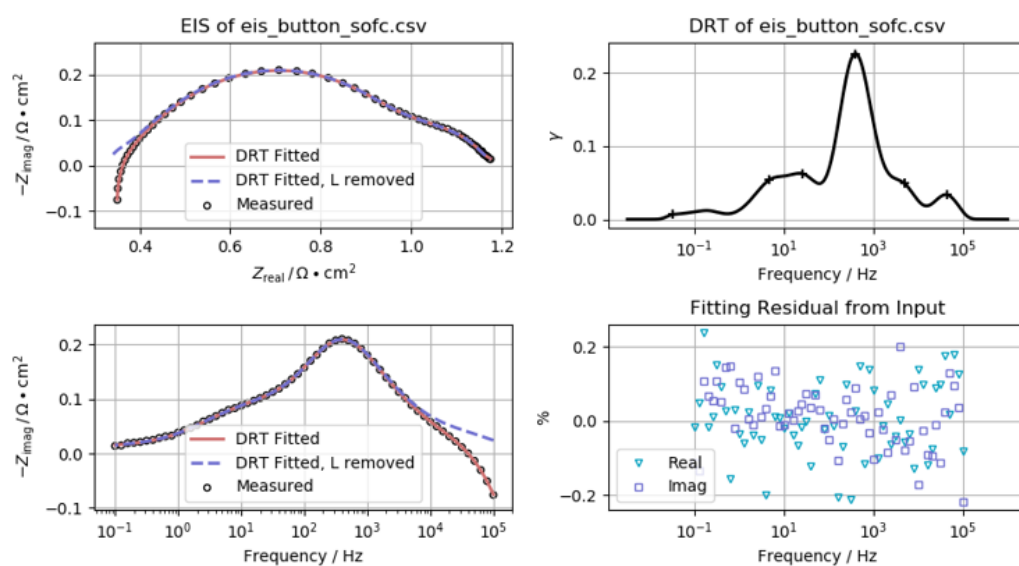 EIS of eis_button_sofc.csv
−Z_imag / Ω • cm²
0.2
0.1
0.0
−0.1
DRT Fitted
DRT Fitted, L removed
Measured
0.4 0.6 0.8 1.0 1.2
Z_real / Ω • cm²
DRT of eis_button_sofc.csv
γ
0.2
0.1
0.0
10⁻¹ 10¹ 10³ 10⁵
Frequency / Hz
−Z_imag / Ω • cm²
0.2
0.1
0.0
−0.1
DRT Fitted
DRT Fitted, L removed
Measured
10⁻¹ 10⁰ 10¹ 10² 10³ 10⁴ 10⁵
Frequency / Hz
Fitting Residual from Input
%
0.2
0.0
−0.2
Real
Imag
10⁻¹ 10¹ 10³ 10⁵
Frequency / Hz